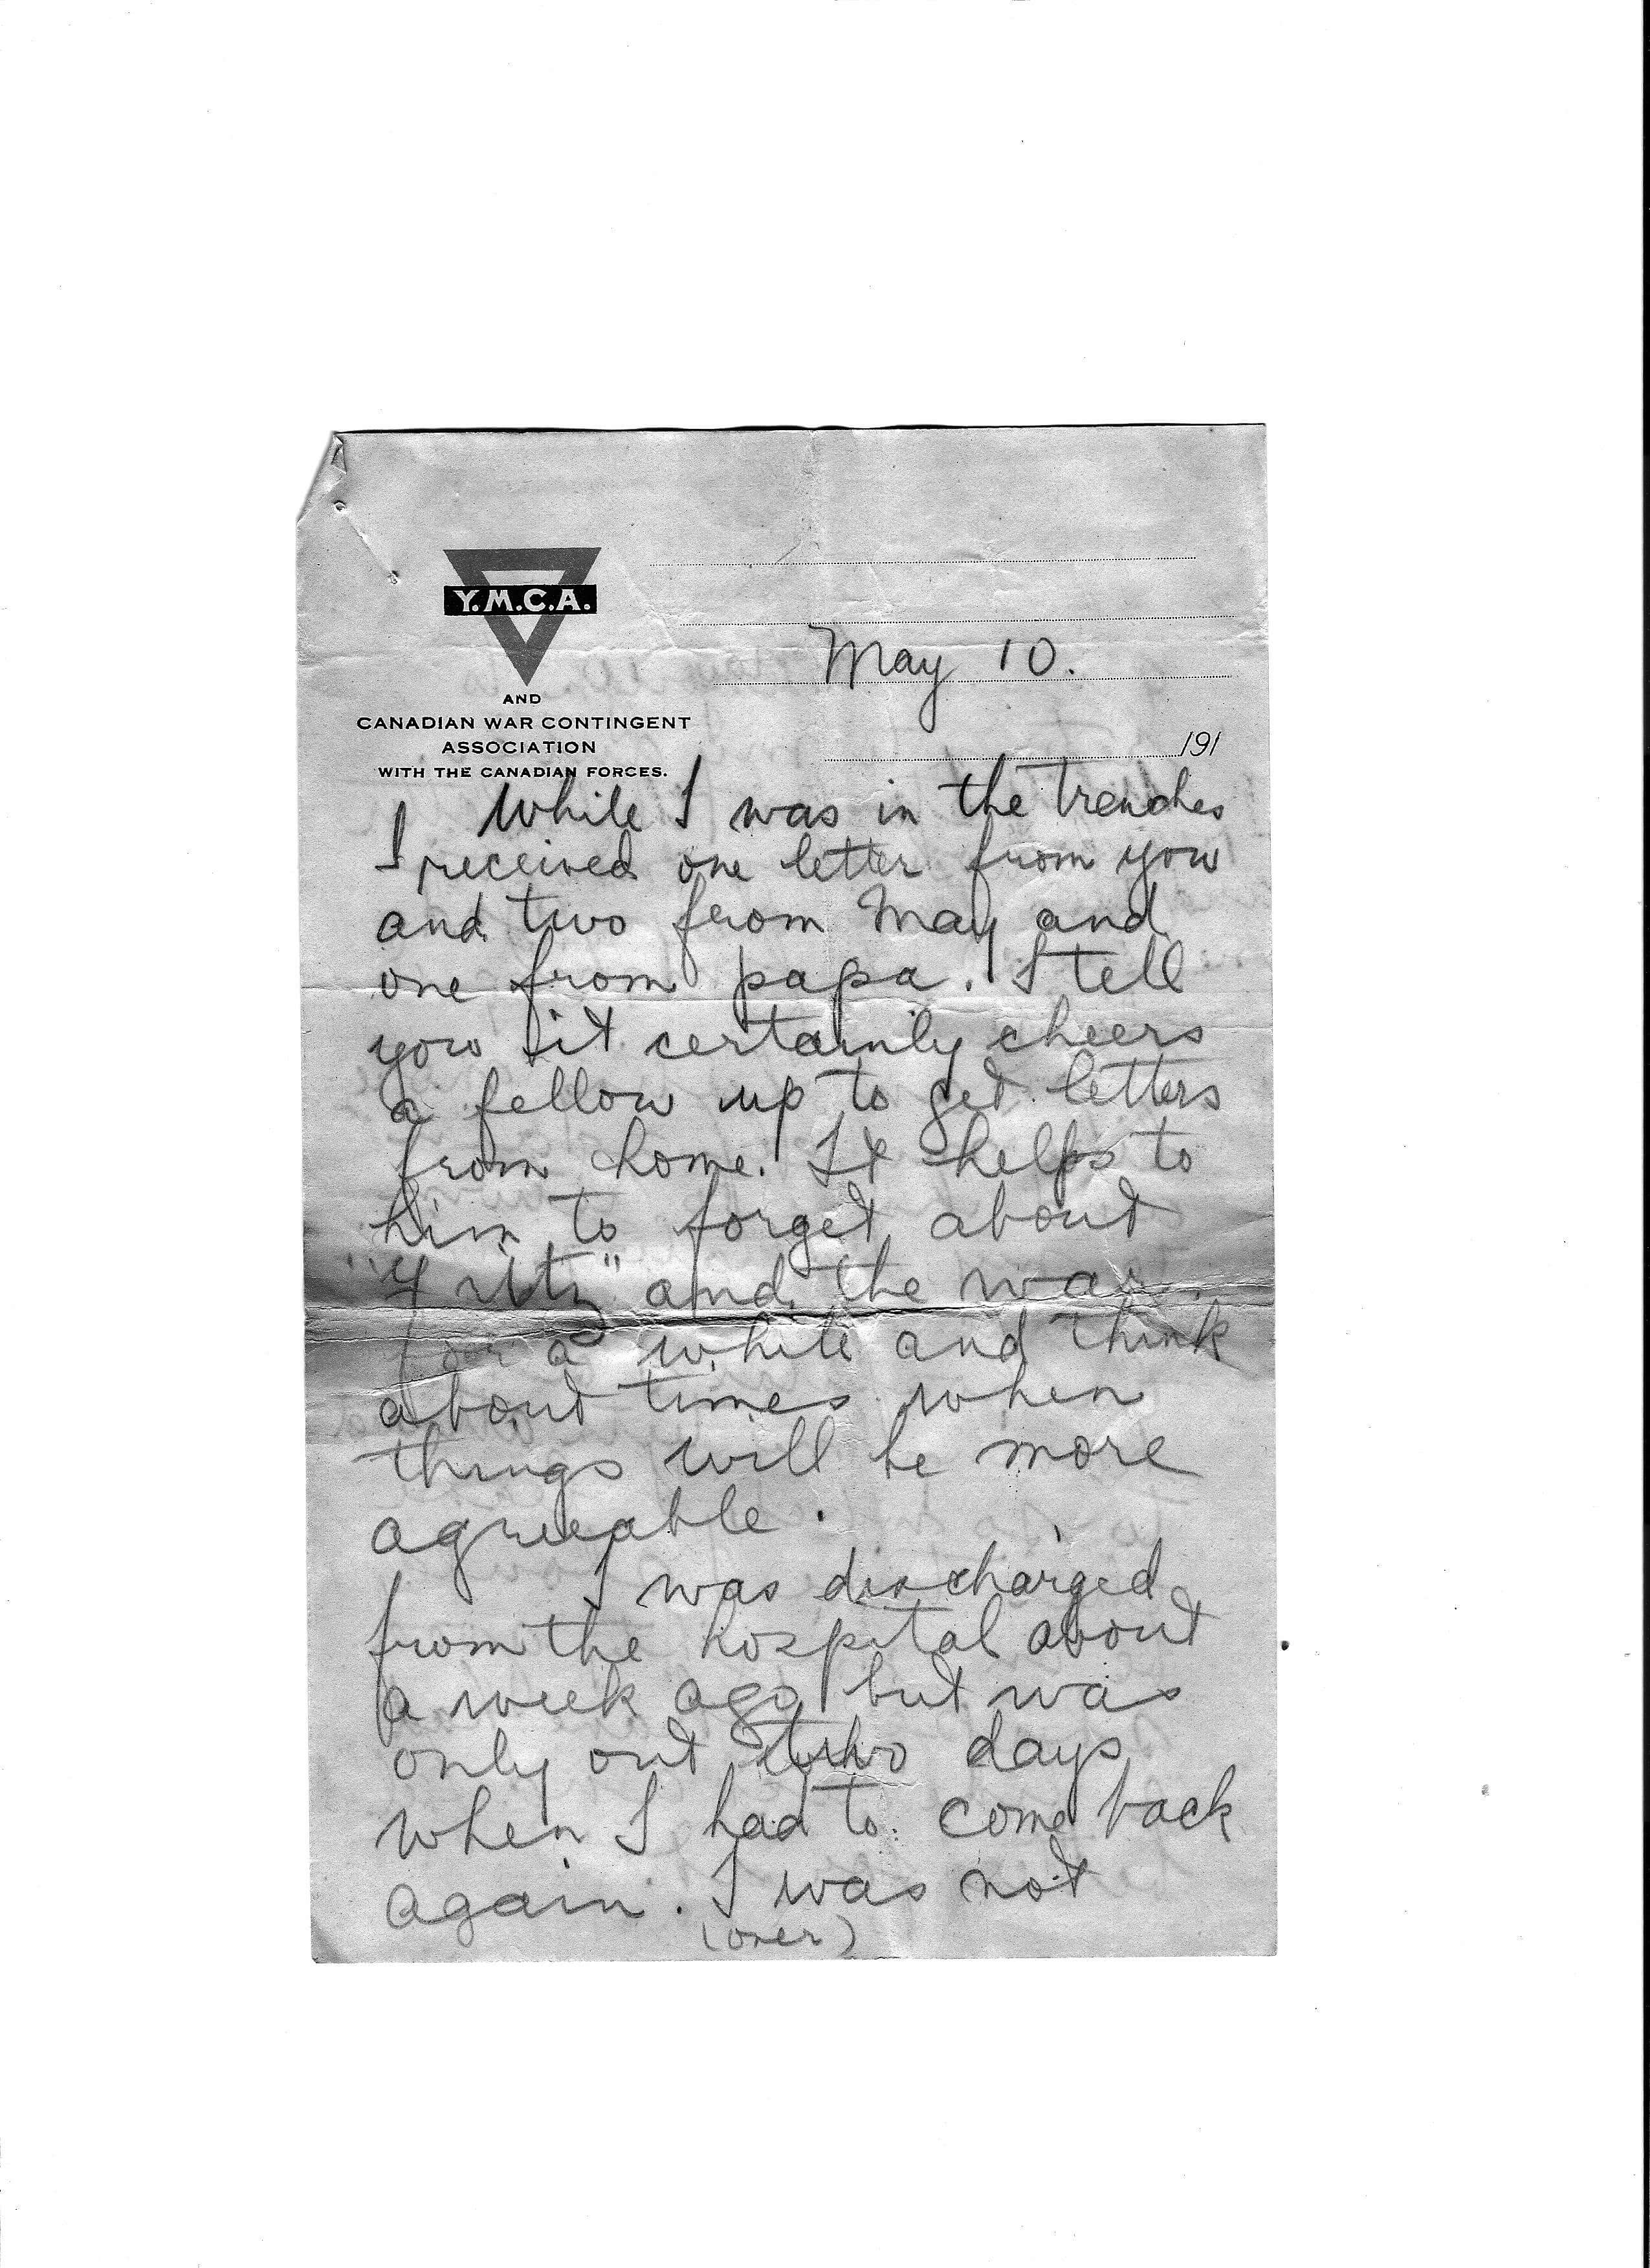 Y.M.C.A.
AND
CANADIAN WAR CONTINGENT
ASSOCIATION
WITH THE CANADIAN FORCES.
May 10.
191
I While I was in the trenches
I received one letter from you
and two from May and
one from papa. I tell
you it certainly cheers
a fellow up to get letters
from home. It helps to
him to forget about
"Fritz" and the war
for a while and think
about times when
things will be more
agreeable.
I was discharged
from the hospital about
a week ago but was
only out two days
when I had to come back
again. I was not
(over)